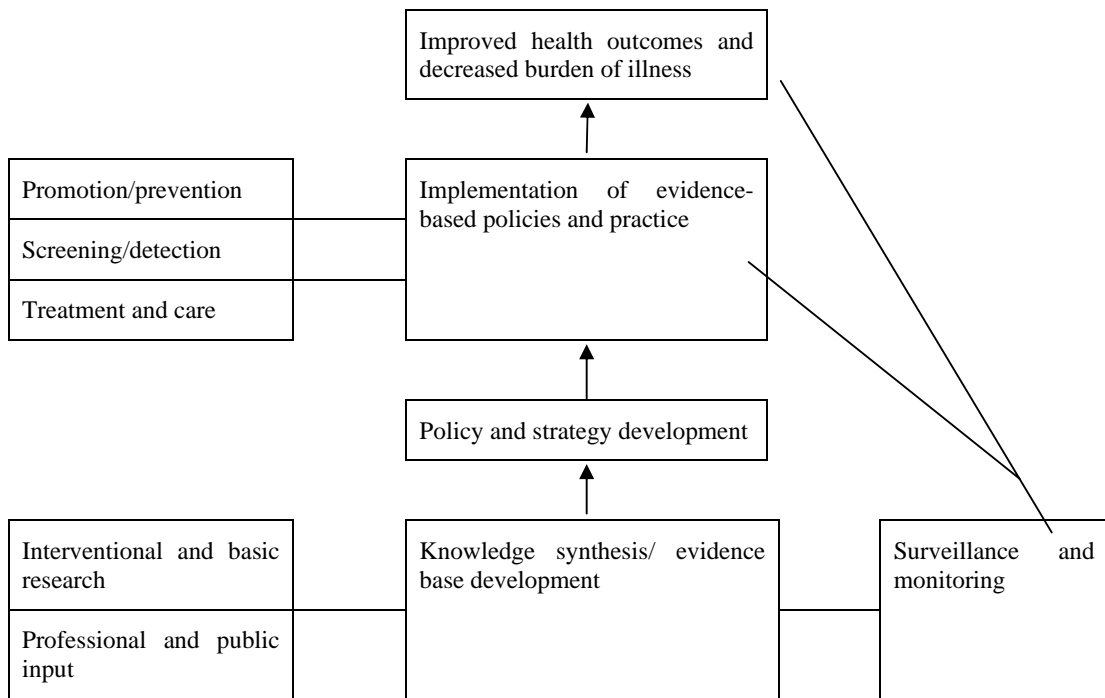 Improved health outcomes and
decreased burden of illness
Promotion/prevention
Screening/detection
Treatment and care
Implementation of evidence-
based policies and practice
Policy and strategy development
Interventional and basic
research
Professional and public
input
Knowledge synthesis/ evidence
base development
Surveillance and
monitoring